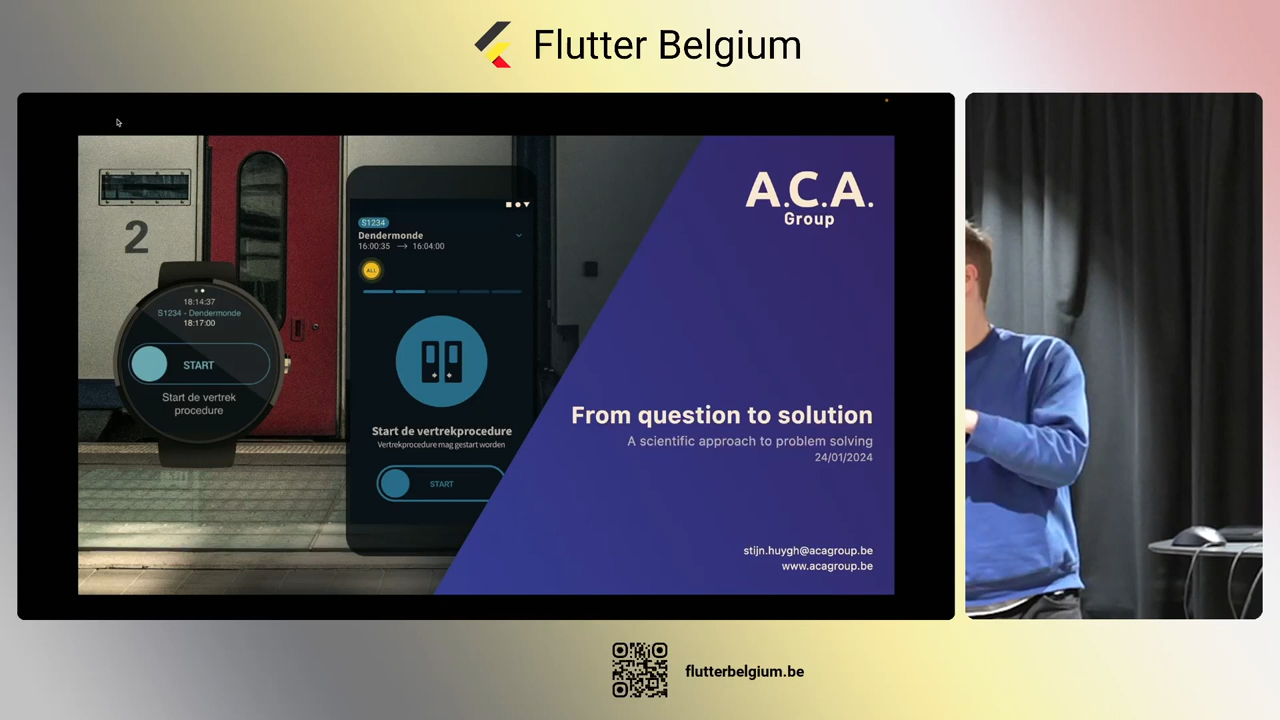 Flutter Belgium
2
18:14:37
S1234 - Dendermonde
18:17:00
START
Start de vertrek
procedure
S1234
Dendermonde
16:00:35 → 16:04:00
ALL
Start de vertrekprocedure
Vertrekprocedure mag gestart worden
START
A.C.A.
Group
From question to solution
A scientific approach to problem solving
24/01/2024
stijn.huygh@acagroup.be
www.acagroup.be
flutterbelgium.be